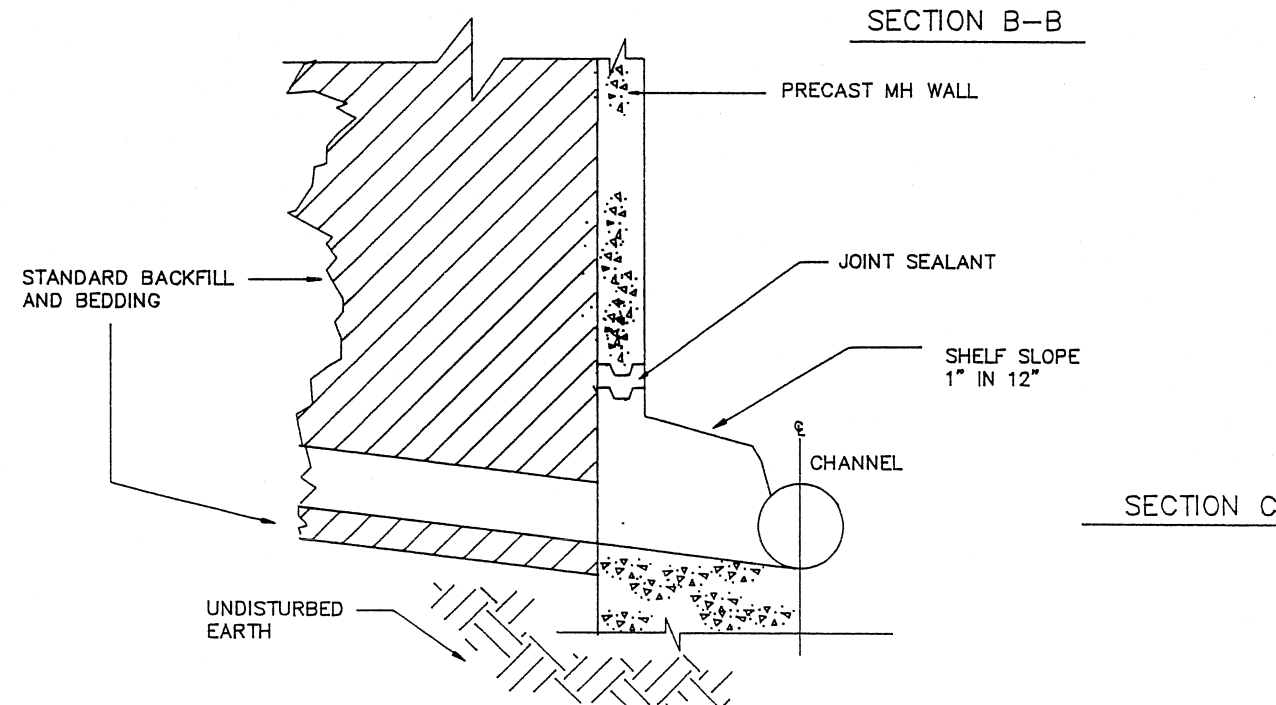 SECTION B-B
PRECAST MH WALL
JOINT SEALANT
STANDARD BACKFILL
AND BEDDING
SHELF SLOPE
1" IN 12"
℄
CHANNEL
SECTION C
UNDISTURBED
EARTH